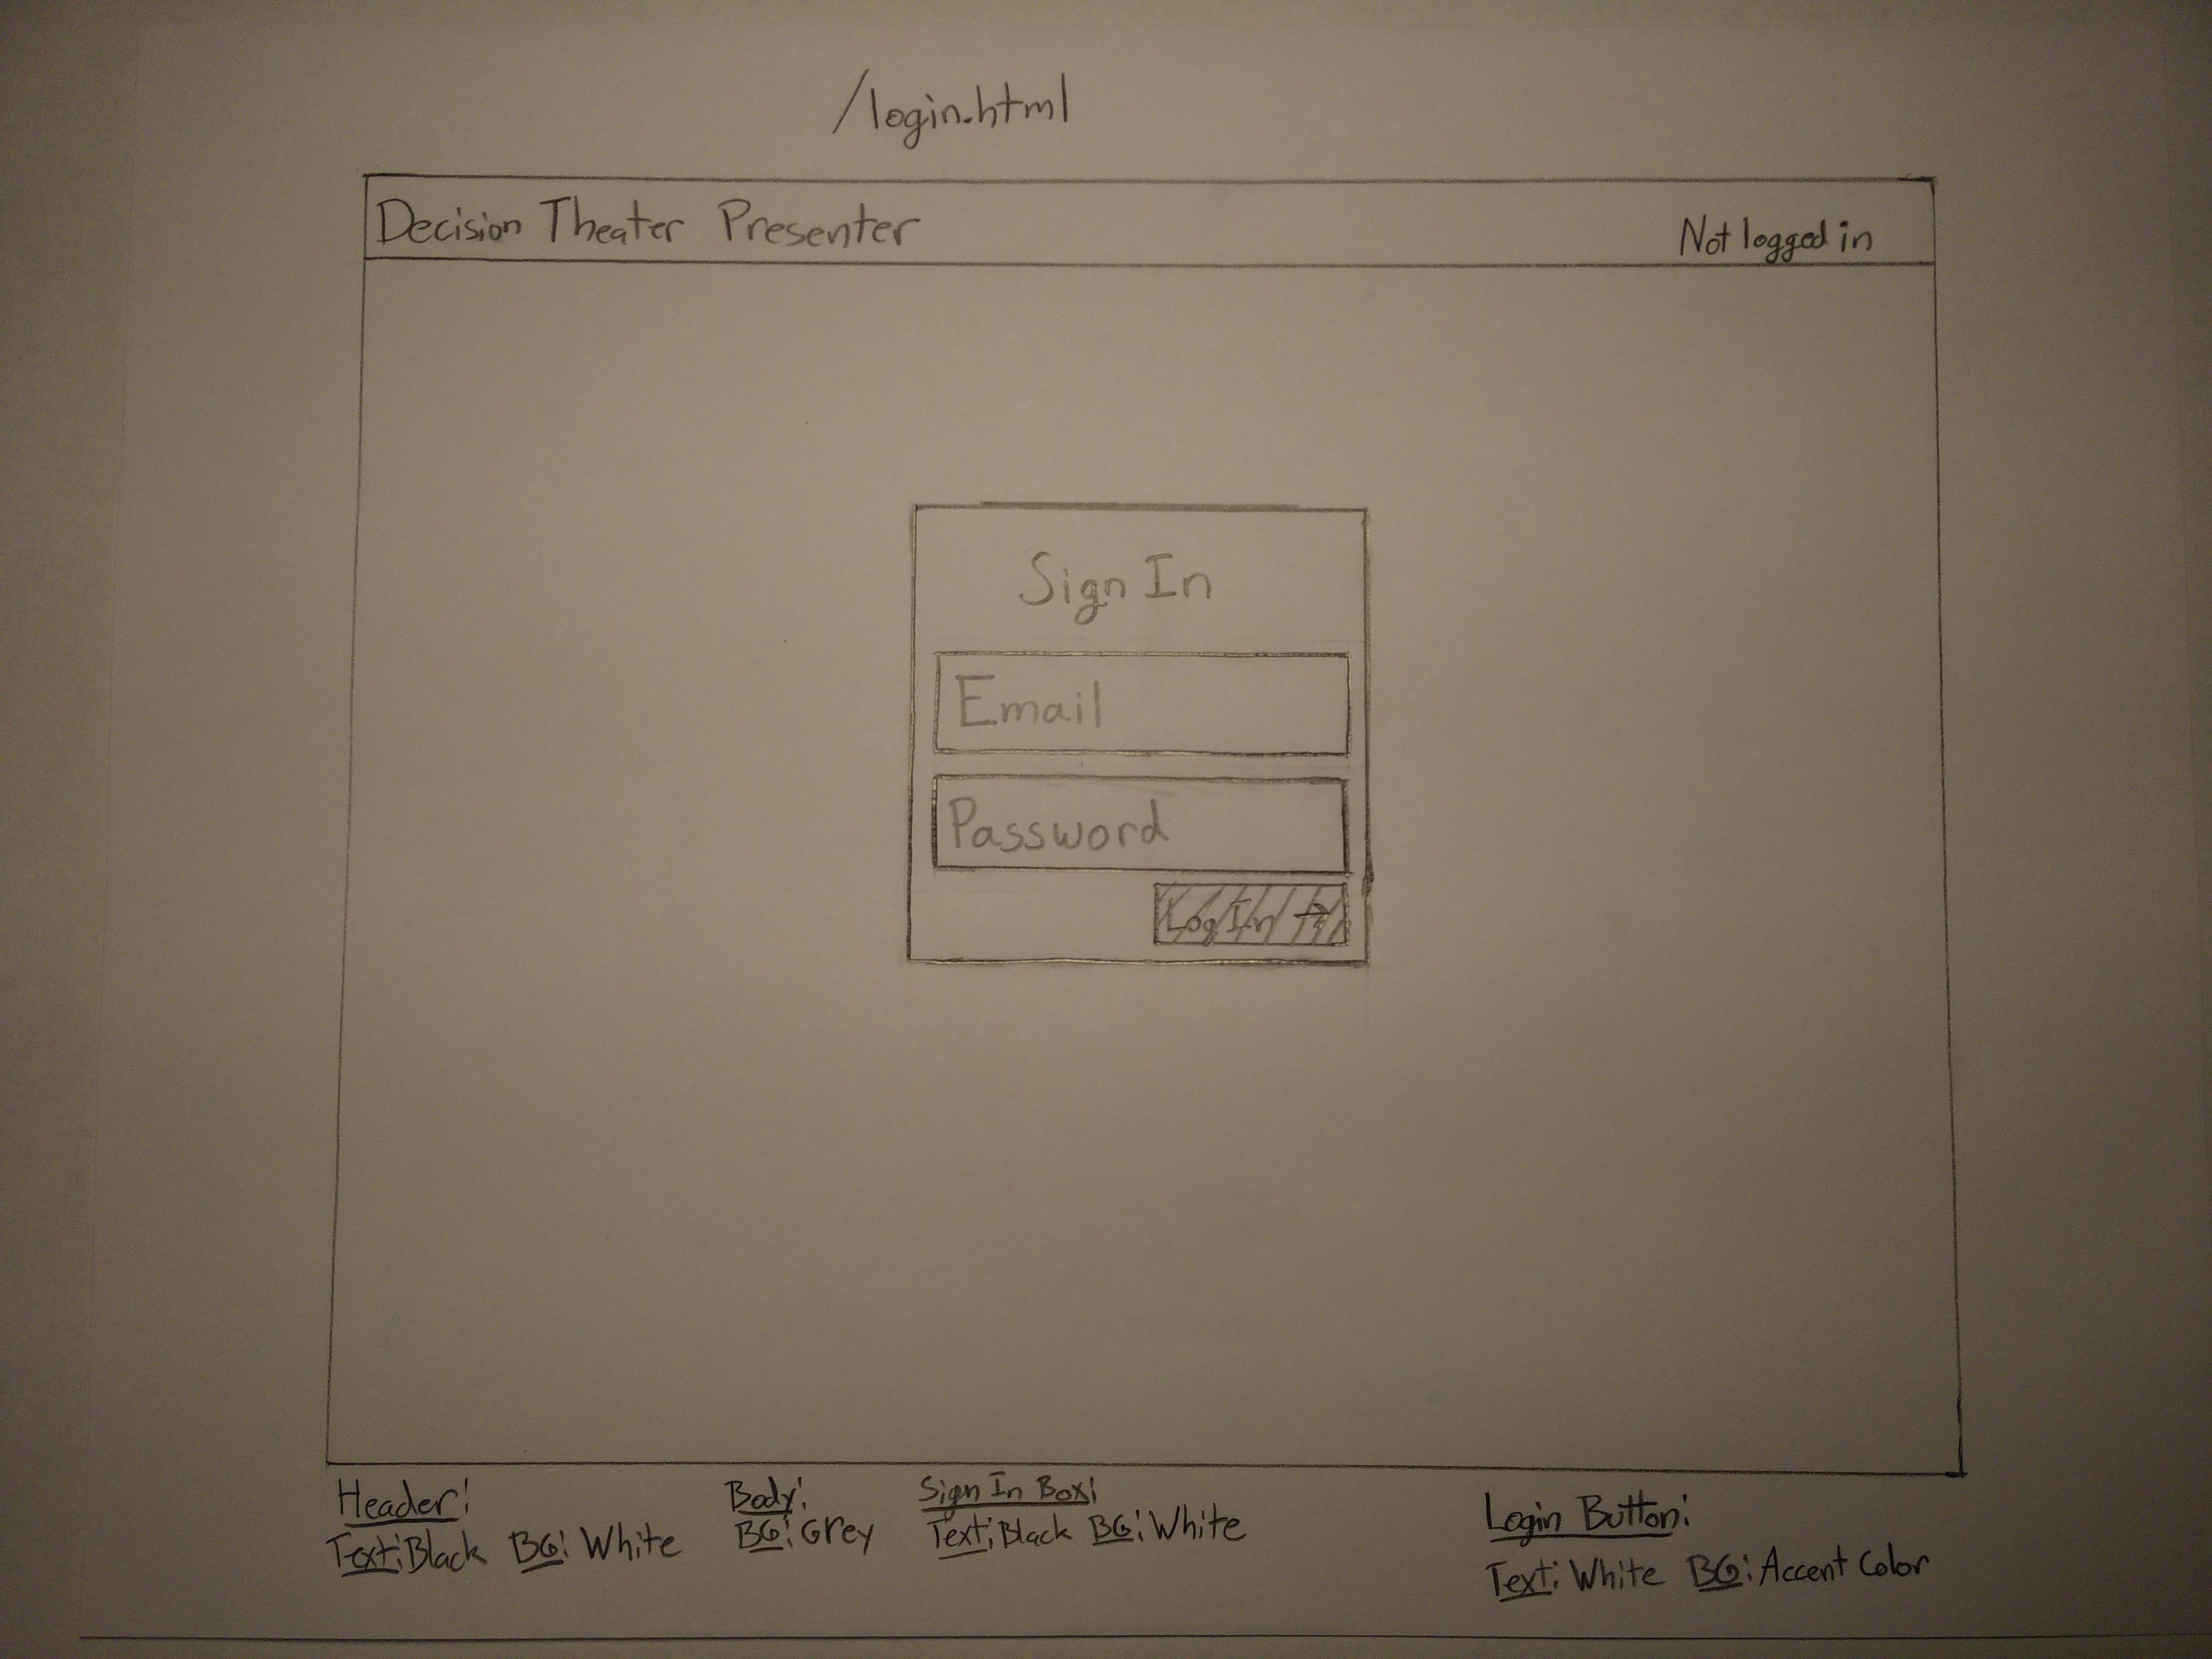 /login.html
Decision Theater Presenter
Not logged in
Sign In
Email
Password
Log In →
Header:
Text: Black BG: White
Body:
BG: Grey
Sign In Box:
Text: Black BG: White
Login Button:
Text: White BG: Accent Color